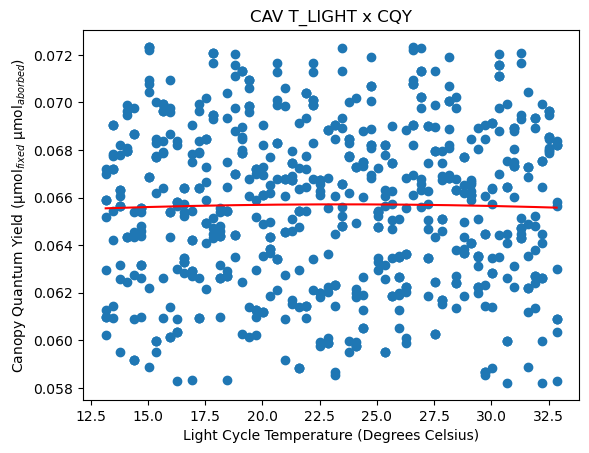 CAV T_LIGHT x CQY
Canopy Quantum Yield (μmol_fixed μmol_aborbed)
0.072
0.070
0.068
0.066
0.064
0.062
0.060
0.058
12.5 15.0 17.5 20.0 22.5 25.0 27.5 30.0 32.5
Light Cycle Temperature (Degrees Celsius)